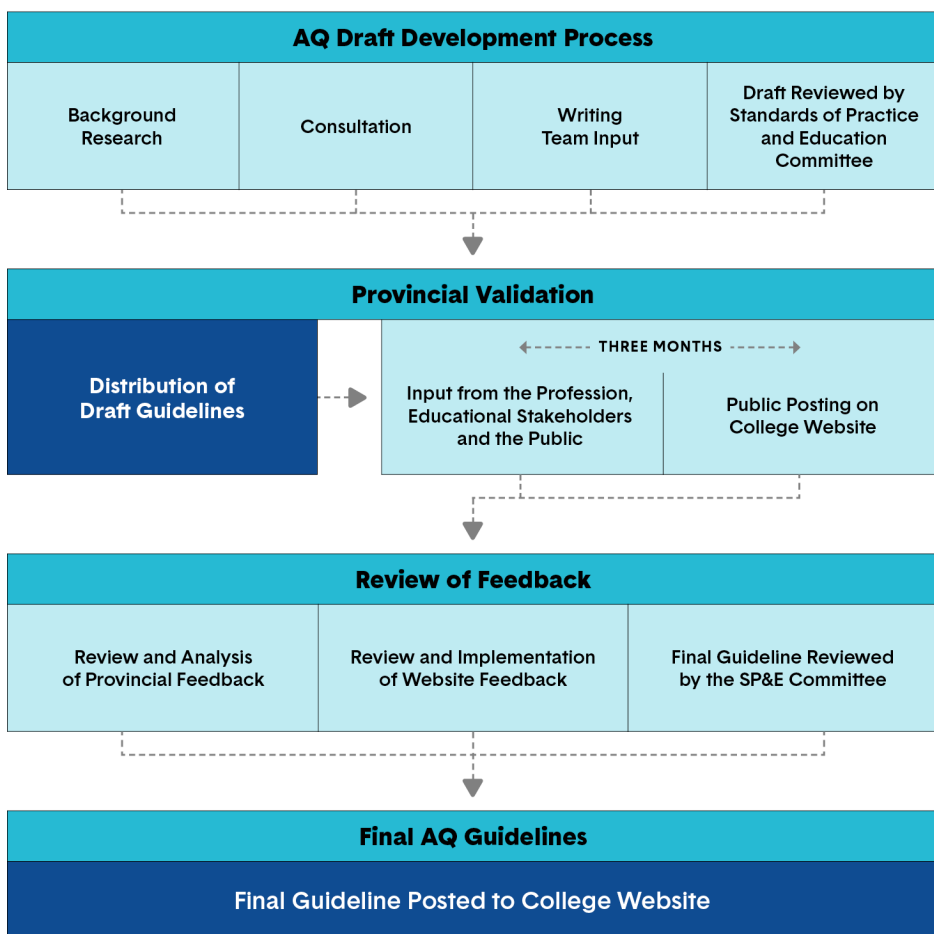 AQ Draft Development Process
Background
Research
Consultation
Writing
Team Input
Draft Reviewed by
Standards of Practice
and Education
Committee
Provincial Validation
Distribution of
Draft Guidelines
THREE MONTHS
Input from the Profession,
Educational Stakeholders
and the Public
Public Posting on
College Website
Review of Feedback
Review and Analysis
of Provincial Feedback
Review and Implementation
of Website Feedback
Final Guideline Reviewed
by the SP&E Committee
Final AQ Guidelines
Final Guideline Posted to College Website